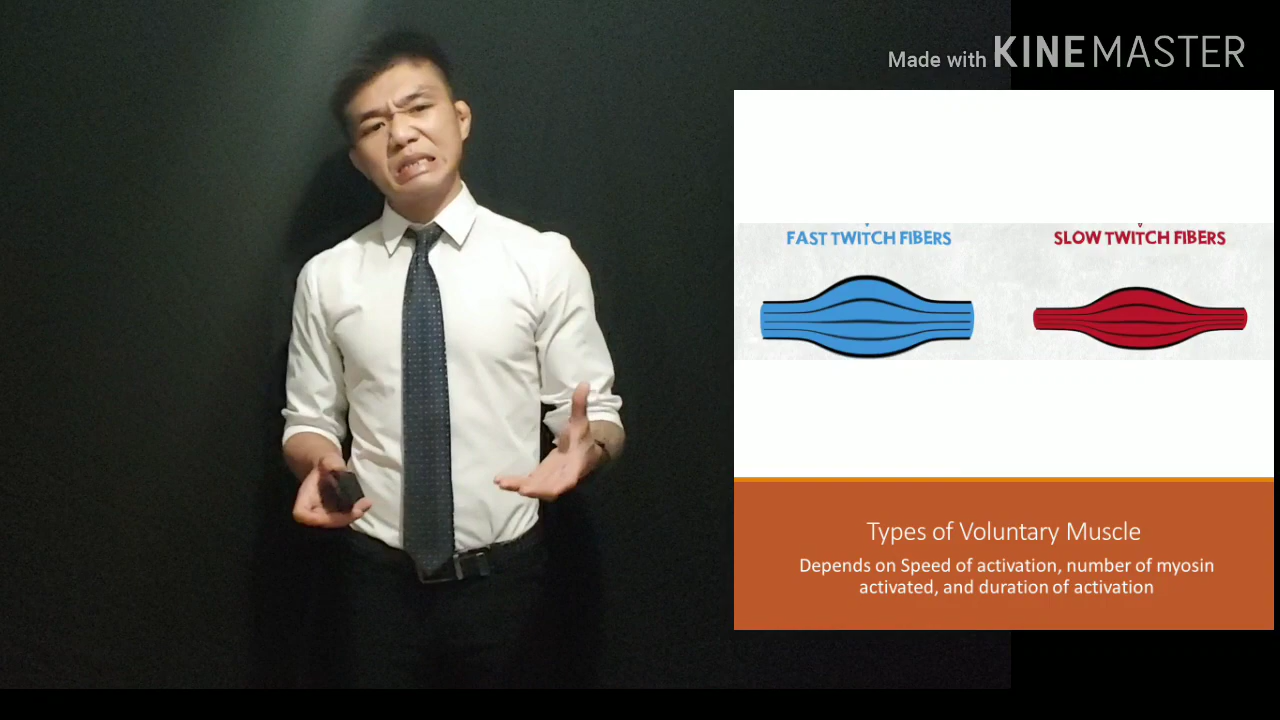 Made with KINEMASTER
FAST TWITCH FIBERS
SLOW TWITCH FIBERS
Types of Voluntary Muscle
Depends on Speed of activation, number of myosin
activated, and duration of activation